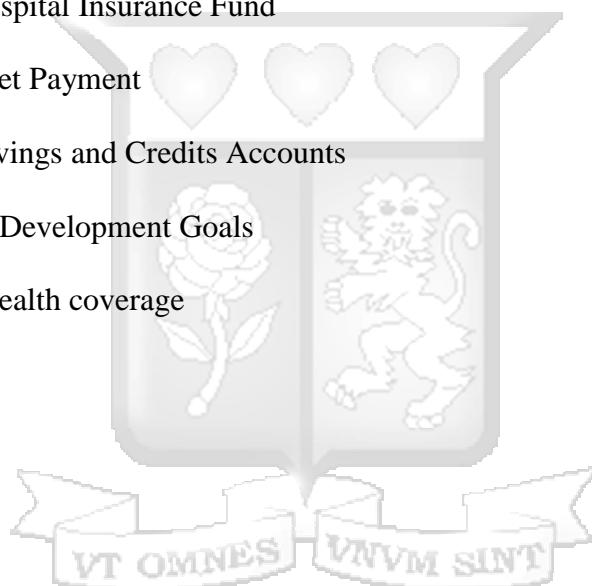 spital Insurance Fund
et Payment
vings and Credits Accounts
Development Goals
ealth coverage
VT OMNES VNVM SINT